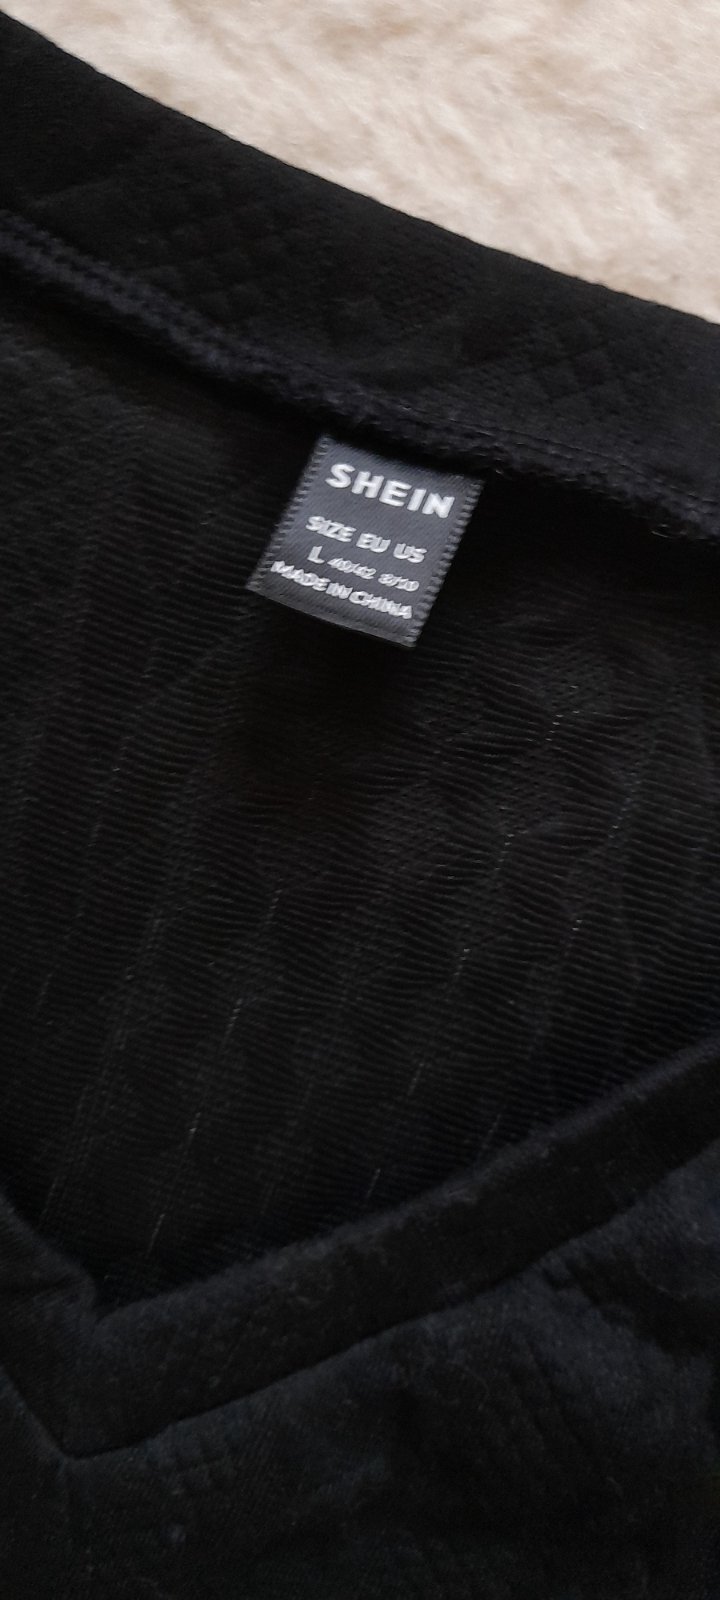 SHEIN
SIZE EU US
L 40/42 8/10
MADE IN CHINA